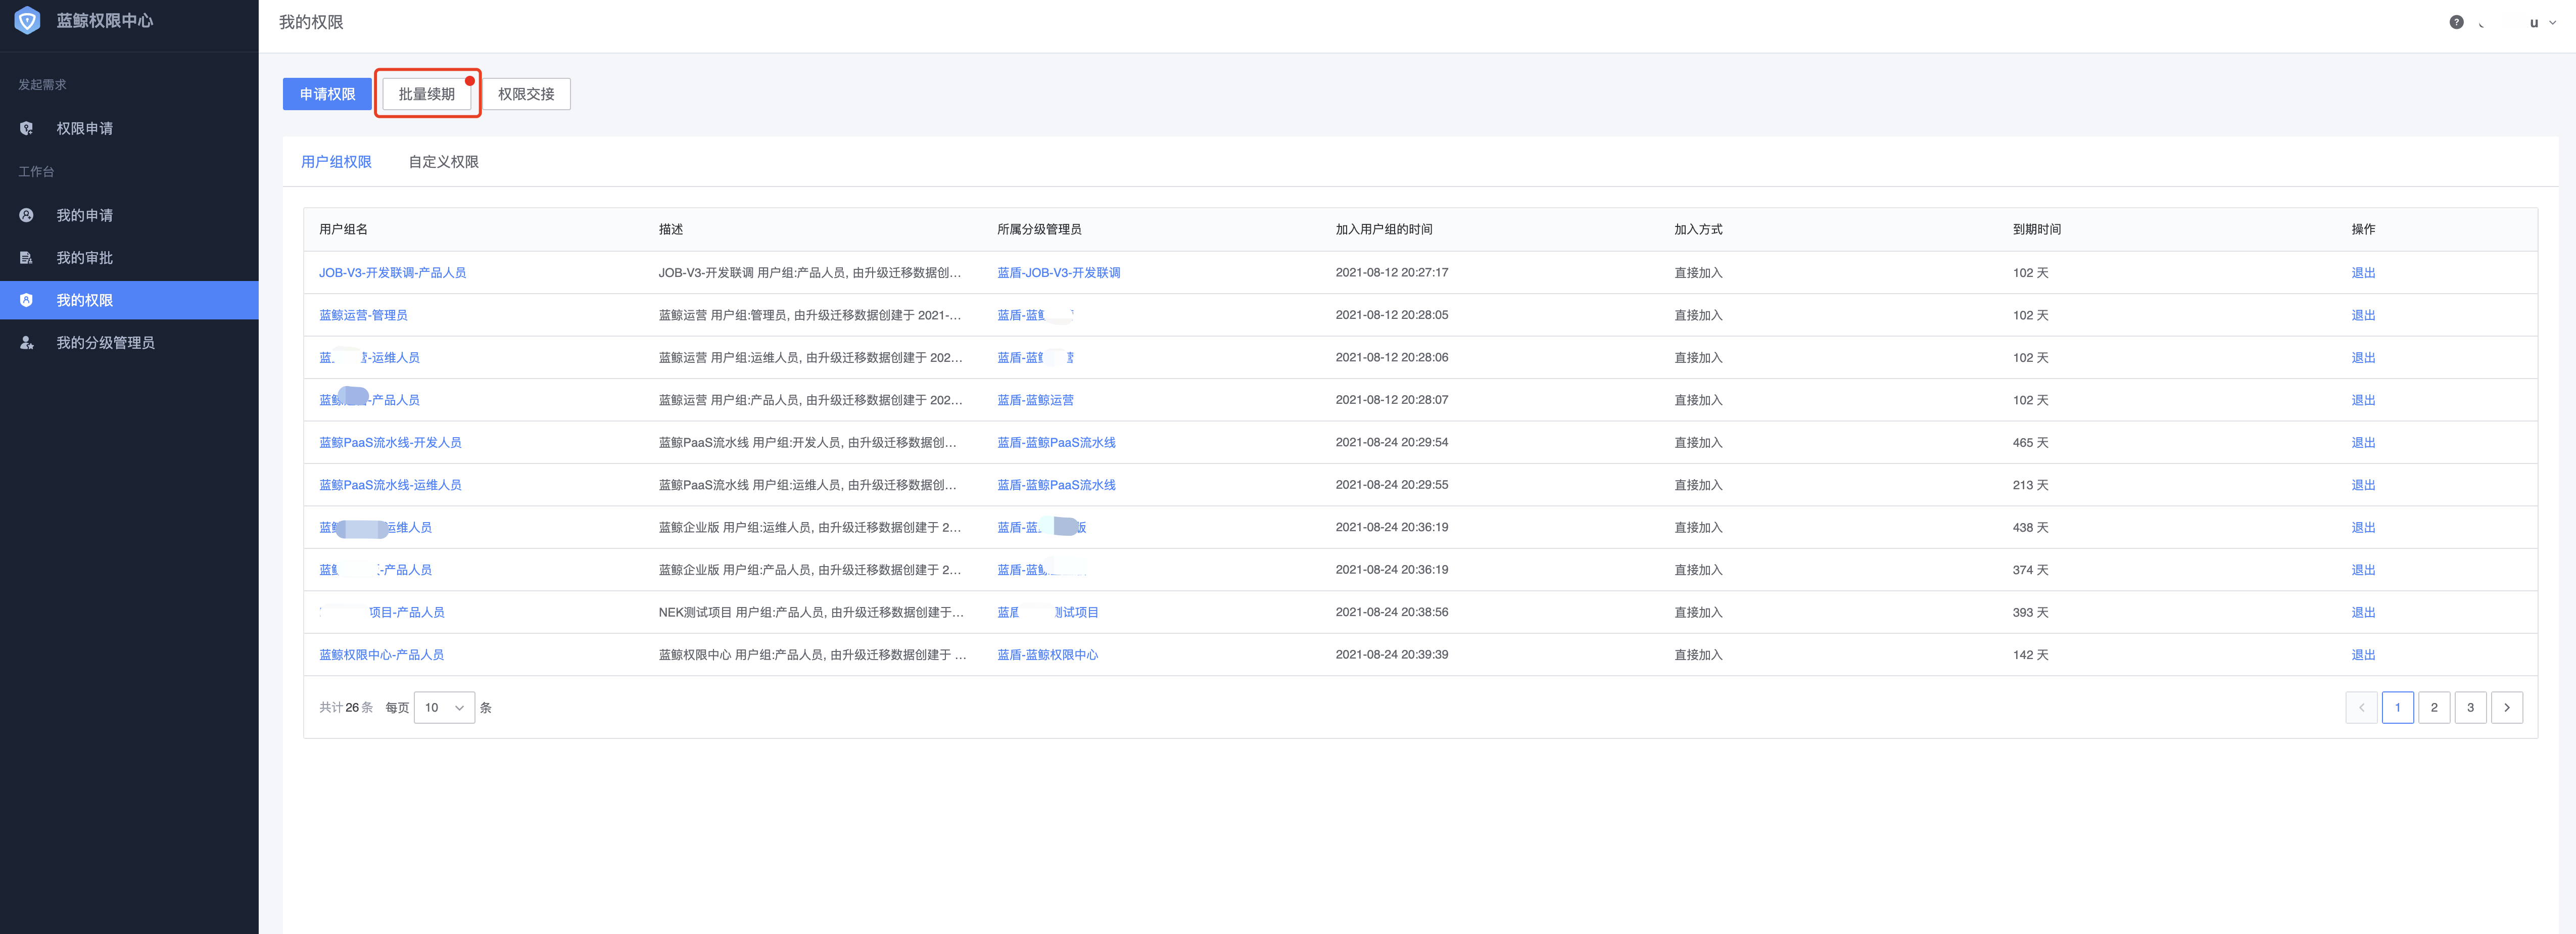 蓝鲸权限中心
我的权限
u
发起需求
权限申请
工作台
我的申请
我的审批
我的权限
我的分级管理员
申请权限 批量续期 权限交接
用户组权限 自定义权限
用户组名 描述 所属分级管理员 加入用户组的时间 加入方式 到期时间 操作
JOB-V3-开发联调-产品人员 JOB-V3-开发联调 用户组:产品人员, 由升级迁移数据创... 蓝盾-JOB-V3-开发联调 2021-08-12 20:27:17 直接加入 102 天 退出
蓝鲸运营-管理员 蓝鲸运营 用户组:管理员, 由升级迁移数据创建于 2021-... 蓝盾-蓝 2021-08-12 20:28:05 直接加入 102 天 退出
蓝 营-运维人员 蓝鲸运营 用户组:运维人员, 由升级迁移数据创建于 202... 蓝盾-蓝 营 2021-08-12 20:28:06 直接加入 102 天 退出
蓝鲸 -产品人员 蓝鲸运营 用户组:产品人员, 由升级迁移数据创建于 202... 蓝盾-蓝鲸运营 2021-08-12 20:28:07 直接加入 102 天 退出
蓝鲸PaaS流水线-开发人员 蓝鲸PaaS流水线 用户组:开发人员, 由升级迁移数据创... 蓝盾-蓝鲸PaaS流水线 2021-08-24 20:29:54 直接加入 465 天 退出
蓝鲸PaaS流水线-运维人员 蓝鲸PaaS流水线 用户组:运维人员, 由升级迁移数据创... 蓝盾-蓝鲸PaaS流水线 2021-08-24 20:29:55 直接加入 213 天 退出
蓝 运维人员 蓝鲸企业版 用户组:运维人员, 由升级迁移数据创建于 2... 蓝盾-蓝 版 2021-08-24 20:36:19 直接加入 438 天 退出
蓝 -产品人员 蓝鲸企业版 用户组:产品人员, 由升级迁移数据创建于 2... 蓝盾-蓝鲸 2021-08-24 20:36:19 直接加入 374 天 退出
项目-产品人员 NEK测试项目 用户组:产品人员, 由升级迁移数据创建于... 蓝盾 测试项目 2021-08-24 20:38:56 直接加入 393 天 退出
蓝鲸权限中心-产品人员 蓝鲸权限中心 用户组:产品人员, 由升级迁移数据创建于 ... 蓝盾-蓝鲸权限中心 2021-08-24 20:39:39 直接加入 142 天 退出
共计 26 条 每页 10 条 1 2 3